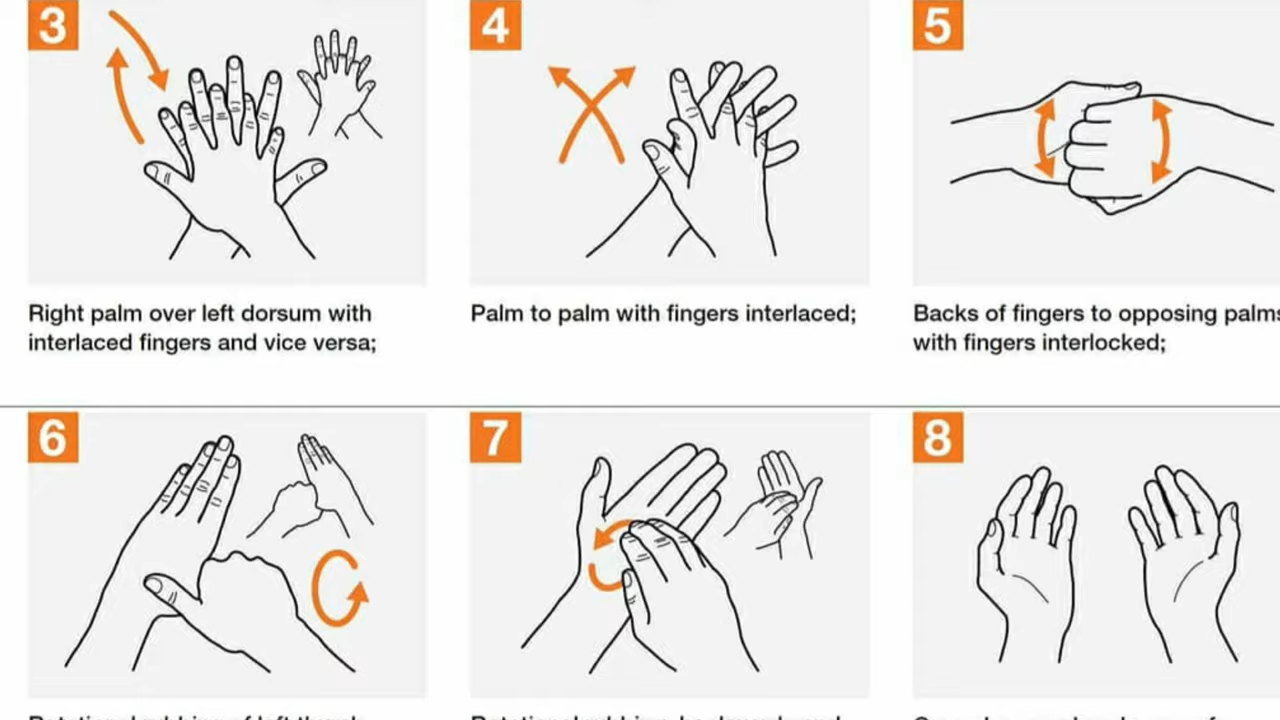 3
4
5
Right palm over left dorsum with
interlaced fingers and vice versa;
Palm to palm with fingers interlaced;
Backs of fingers to opposing palms
with fingers interlocked;
6
7
8